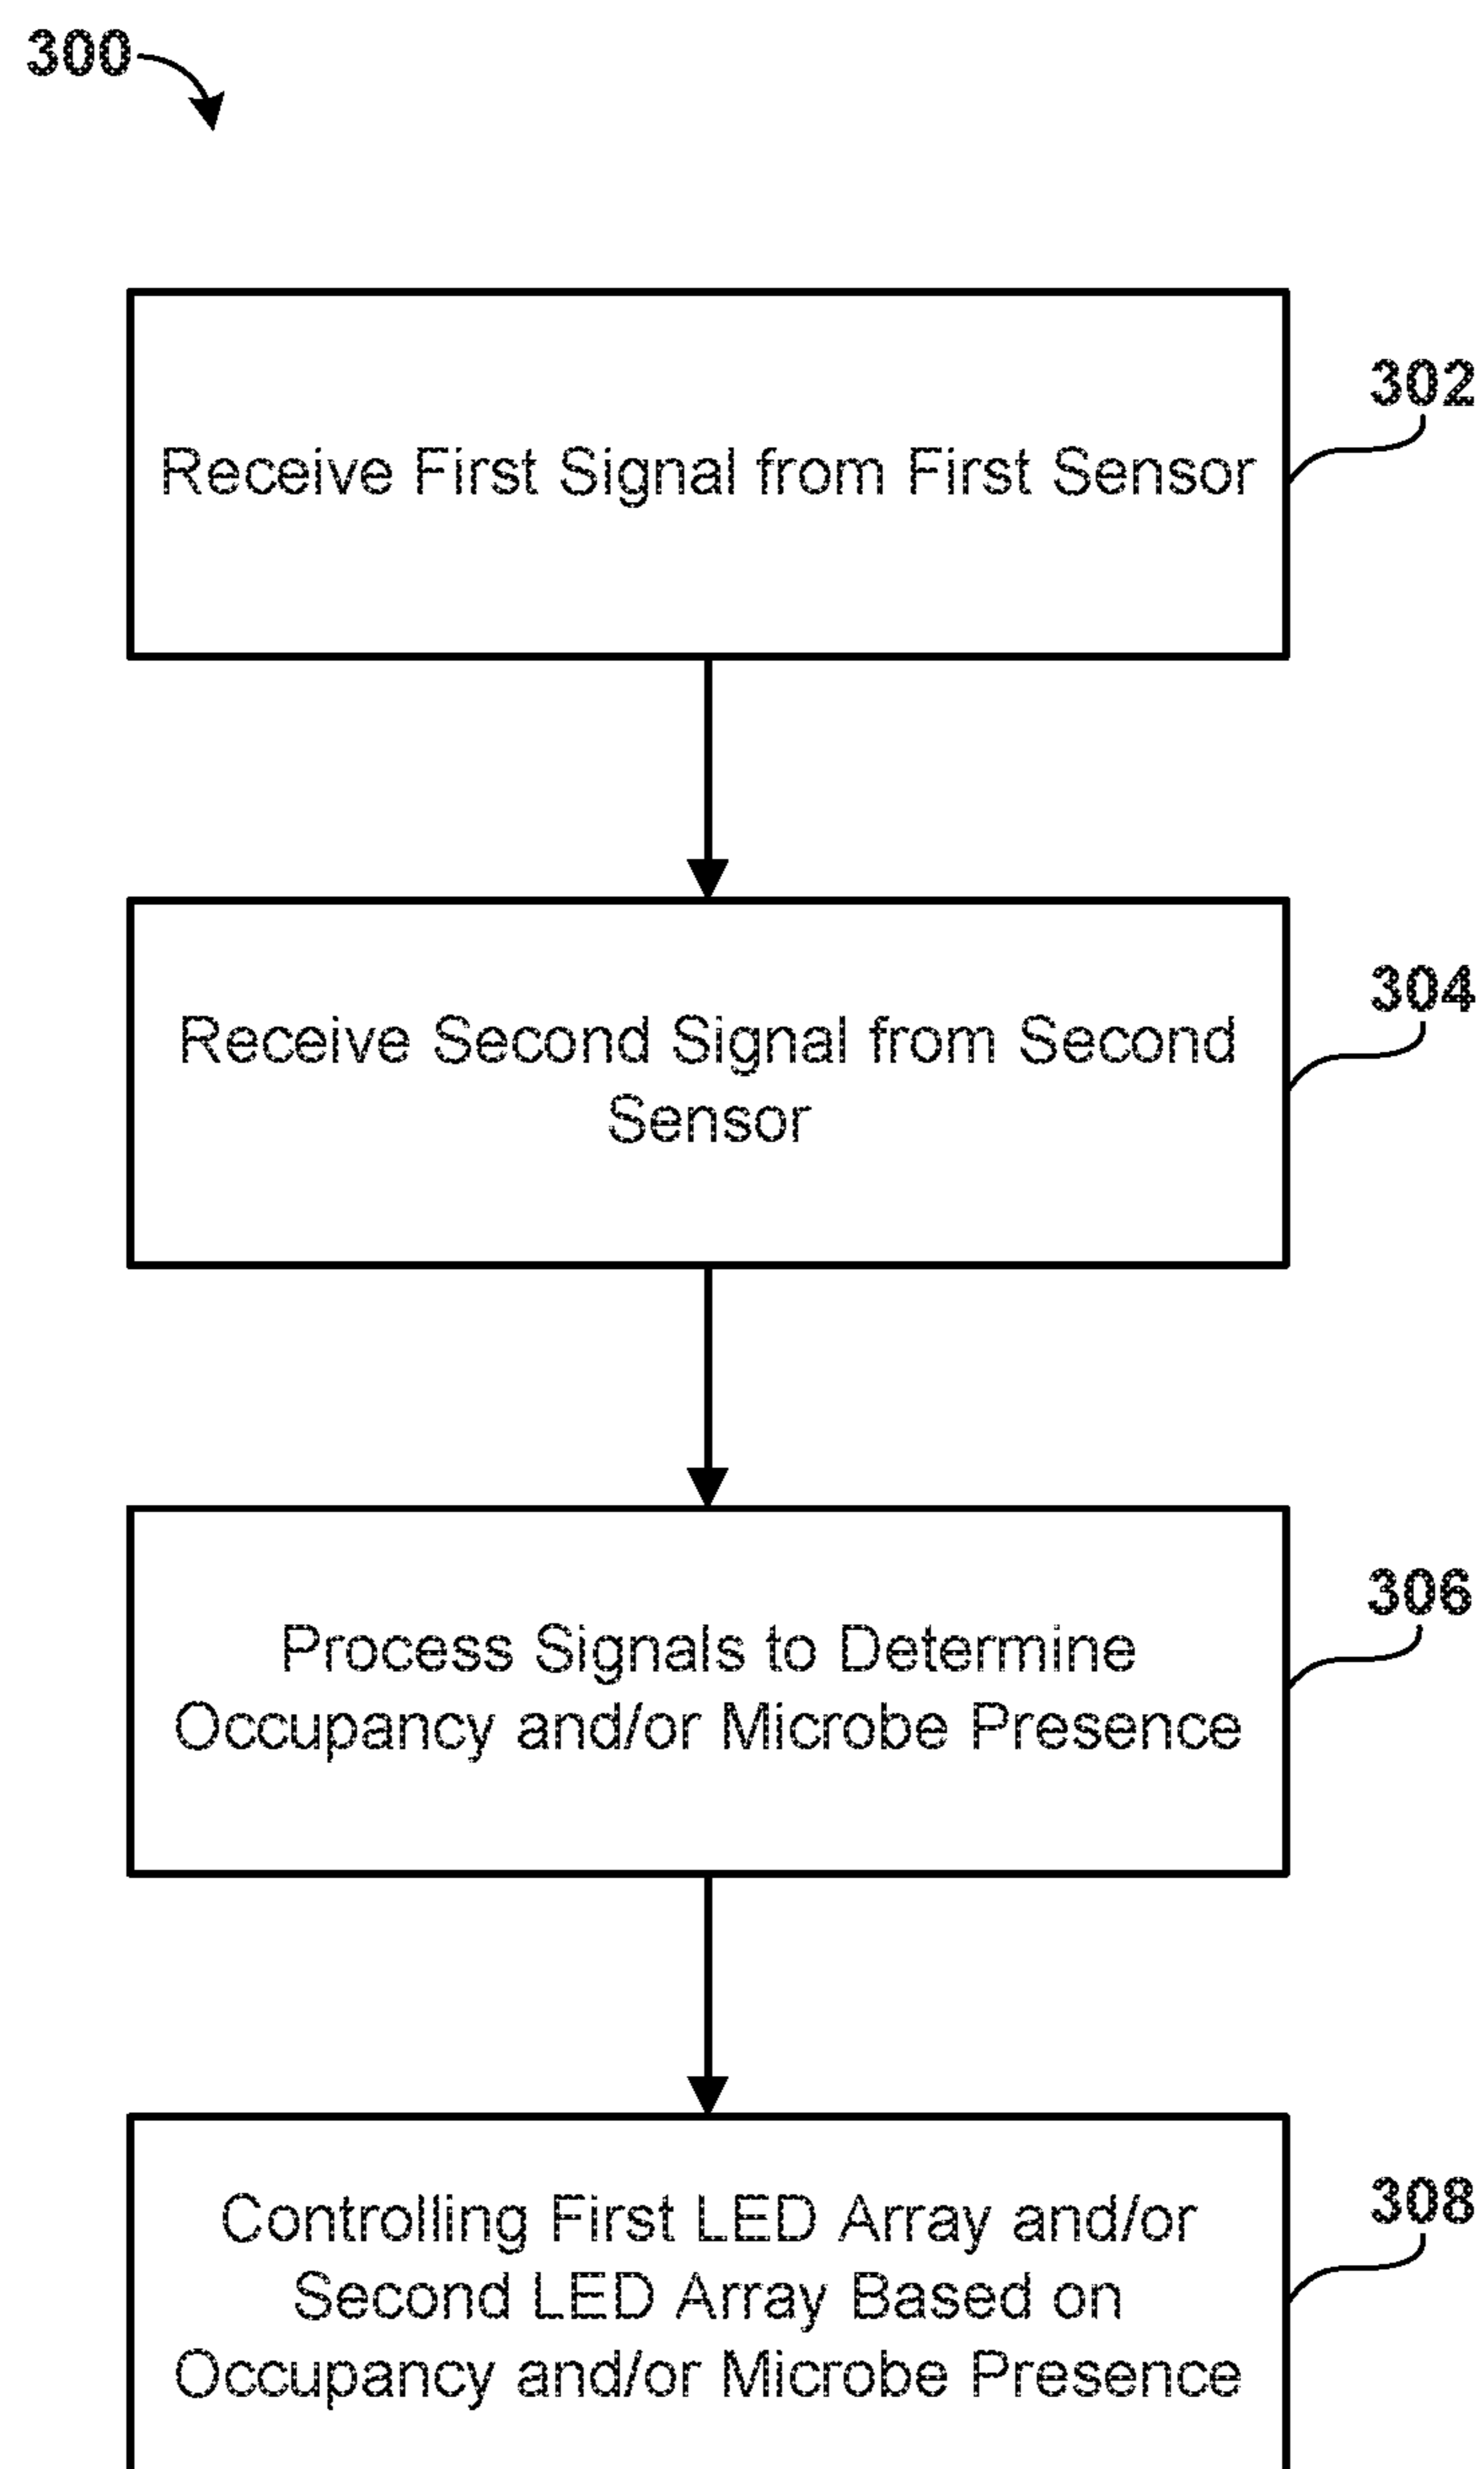 300
Receive First Signal from First Sensor
302
Receive Second Signal from Second
Sensor
304
Process Signals to Determine
Occupancy and/or Microbe Presence
306
Controlling First LED Array and/or
Second LED Array Based on
Occupancy and/or Microbe Presence
308